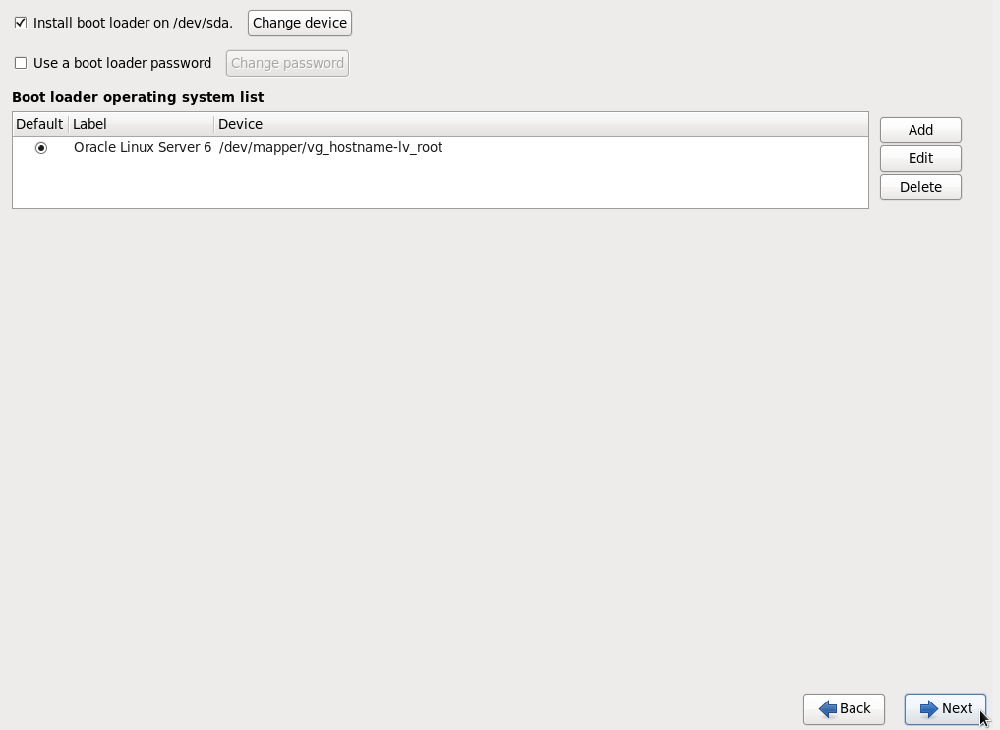 Install boot loader on /dev/sda. Change device
Use a boot loader password Change password
Boot loader operating system list
Default Label Device
Oracle Linux Server 6 /dev/mapper/vg_hostname-lv_root
Add
Edit
Delete
Back Next